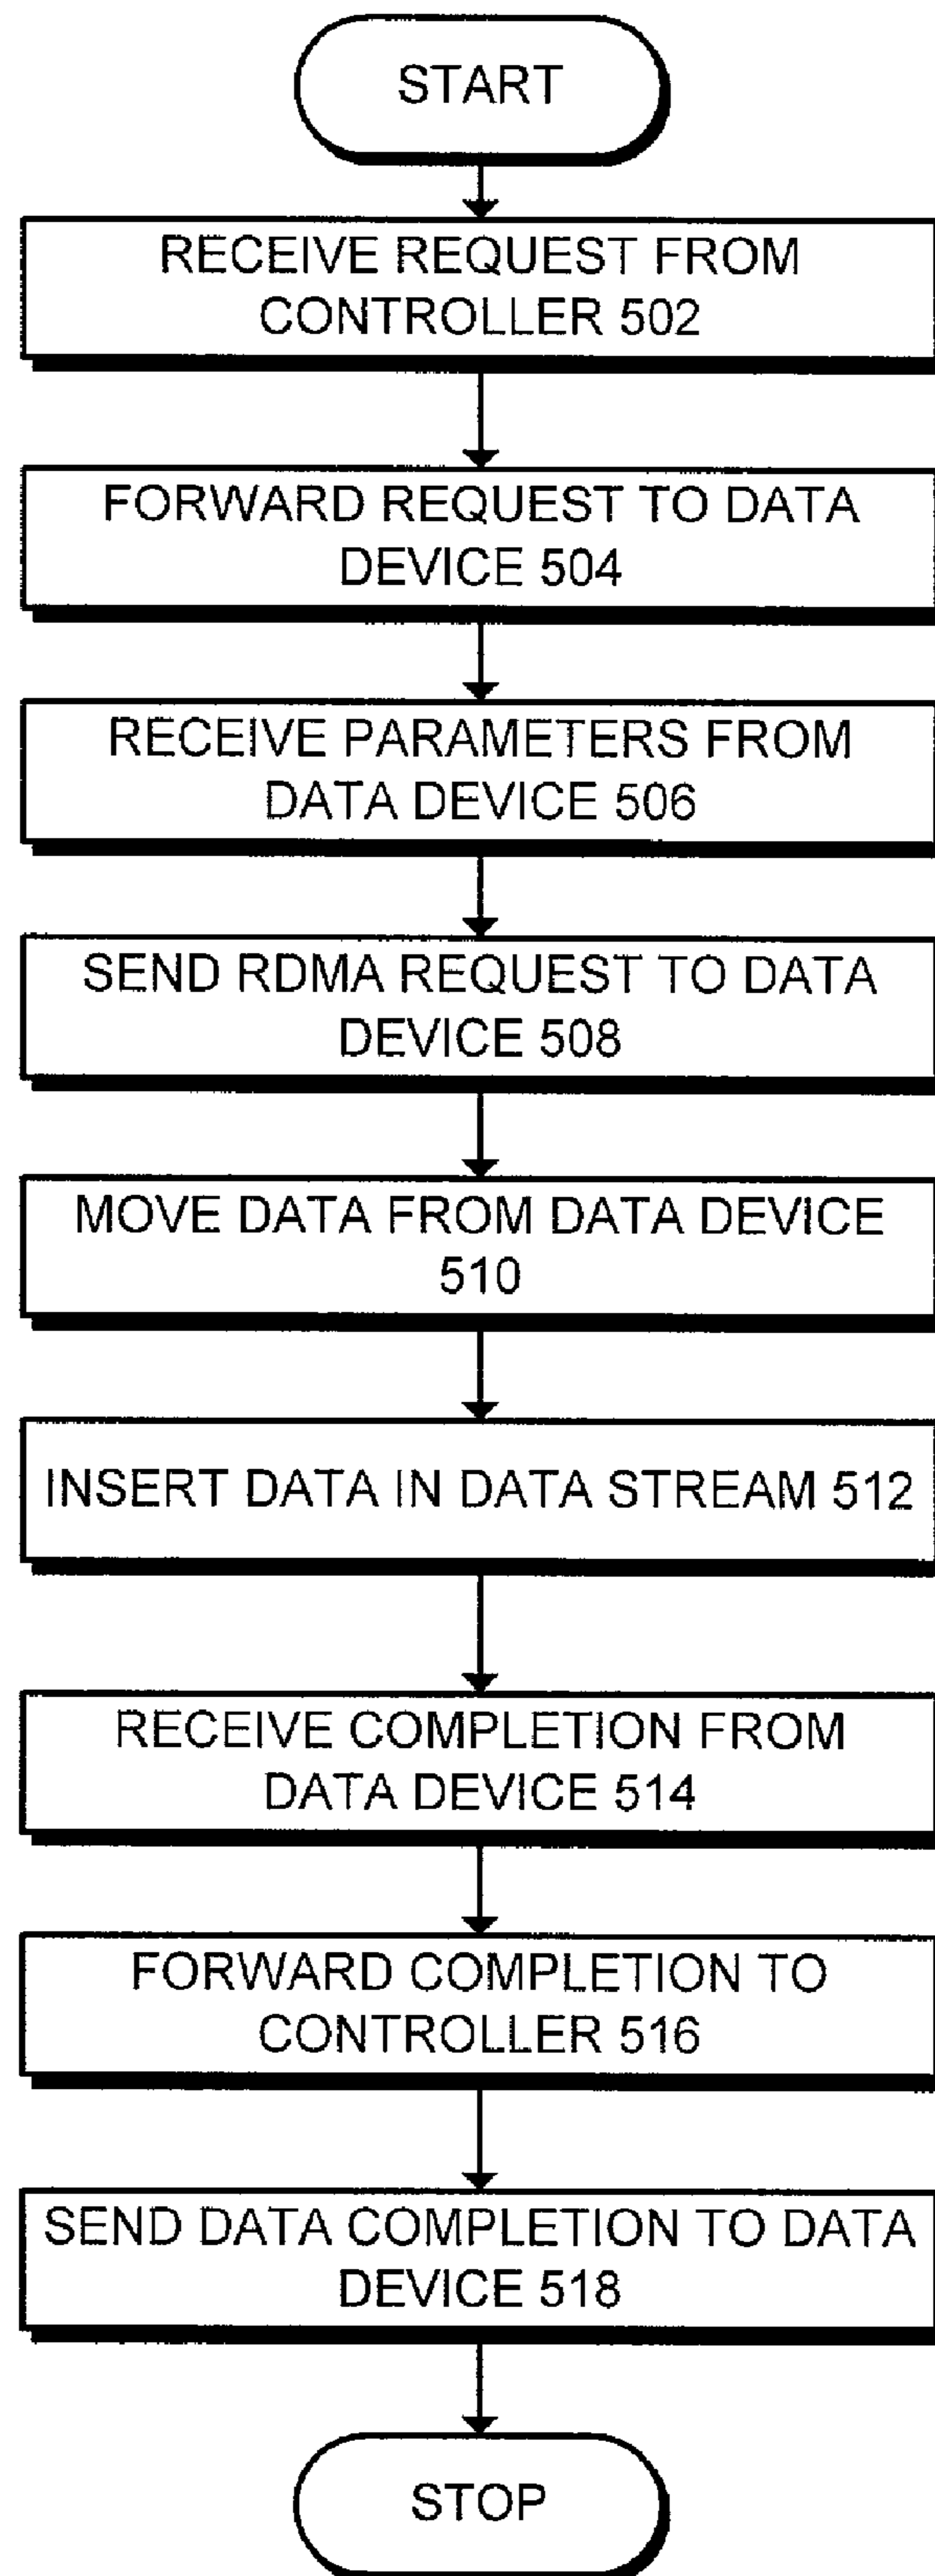 START
RECEIVE REQUEST FROM
CONTROLLER 502
FORWARD REQUEST TO DATA
DEVICE 504
RECEIVE PARAMETERS FROM
DATA DEVICE 506
SEND RDMA REQUEST TO DATA
DEVICE 508
MOVE DATA FROM DATA DEVICE
510
INSERT DATA IN DATA STREAM 512
RECEIVE COMPLETION FROM
DATA DEVICE 514
FORWARD COMPLETION TO
CONTROLLER 516
SEND DATA COMPLETION TO DATA
DEVICE 518
STOP